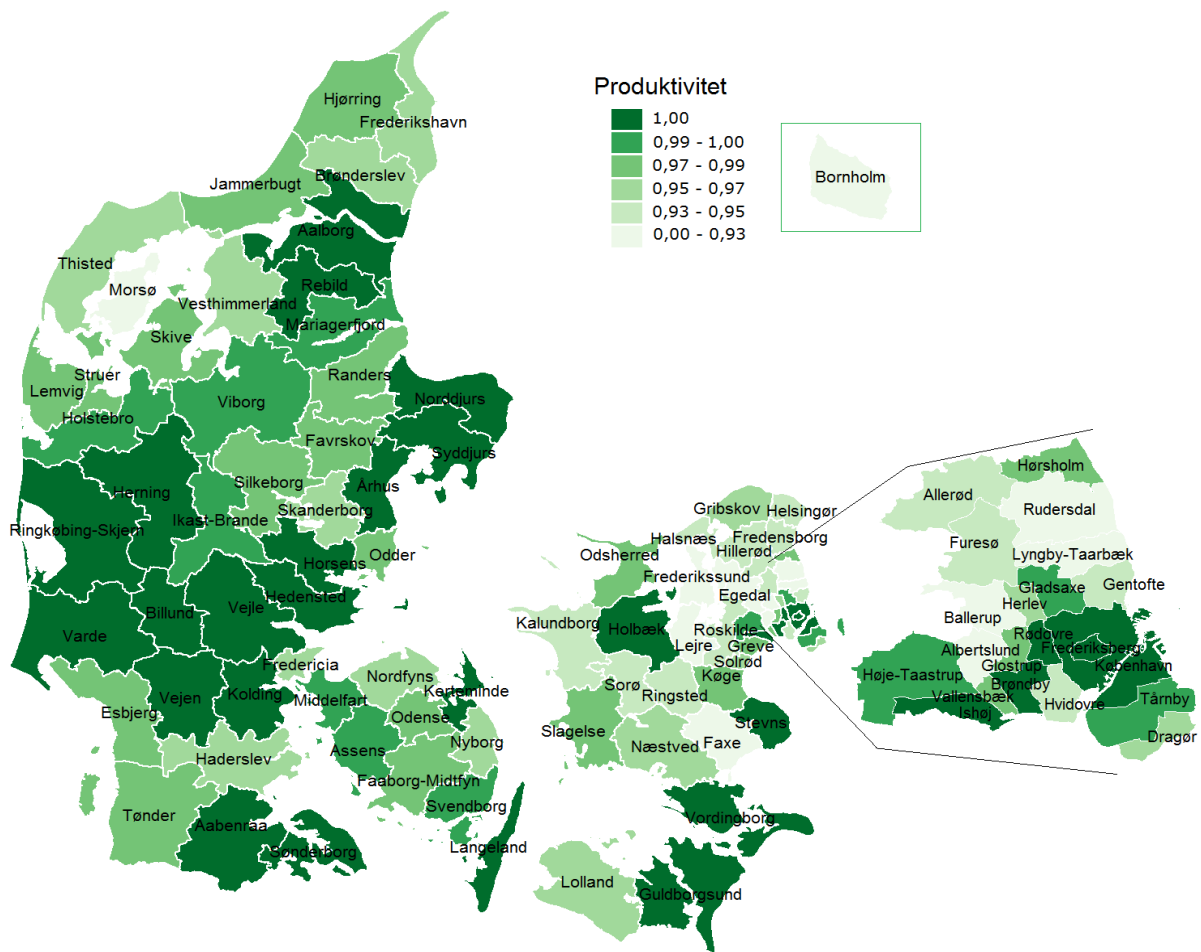 Produktivitet
1,00
0,99 - 1,00
0,97 - 0,99
0,95 - 0,97
0,93 - 0,95
0,00 - 0,93
Bornholm
Hjørring
Frederikshavn
Brønderslev
Jammerbugt
Aalborg
Thisted
Rebild
Morsø
Vesthimmerland
Mariagerfjord
Skive
Struer
Lemvig
Randers
Viborg
Norddjurs
Holstebro
Favrskov
Syddjurs
Herning
Silkeborg
Århus
Skanderborg
Ikast-Brande
Ringkøbing-Skjern
Odder
Horsens
Hedensted
Billund
Vejle
Varde
Fredericia
Vejen
Kolding
Middelfart
Nordfyns
Kerteminde
Esbjerg
Odense
Nyborg
Assens
Haderslev
Faaborg-Midtfyn
Svendborg
Tønder
Aabenraa
Langeland
Sønderborg
Gribskov
Helsingør
Halsnæs
Fredensborg
Hillerød
Odsherred
Frederikssund
Egedal
Kalundborg
Holbæk
Roskilde
Lejre
Greve
Solrød
Køge
Sorø
Ringsted
Stevns
Slagelse
Næstved
Faxe
Vordingborg
Lolland
Guldborgsund
Hørsholm
Allerød
Rudersdal
Furesø
Lyngby-Taarbæk
Gladsaxe
Gentofte
Herlev
Ballerup
Rødovre
Albertslund
Frederiksberg
Glostrup
København
Høje-Taastrup
Brøndby
Vallensbæk
Tårnby
Hvidovre
Ishøj
Dragør